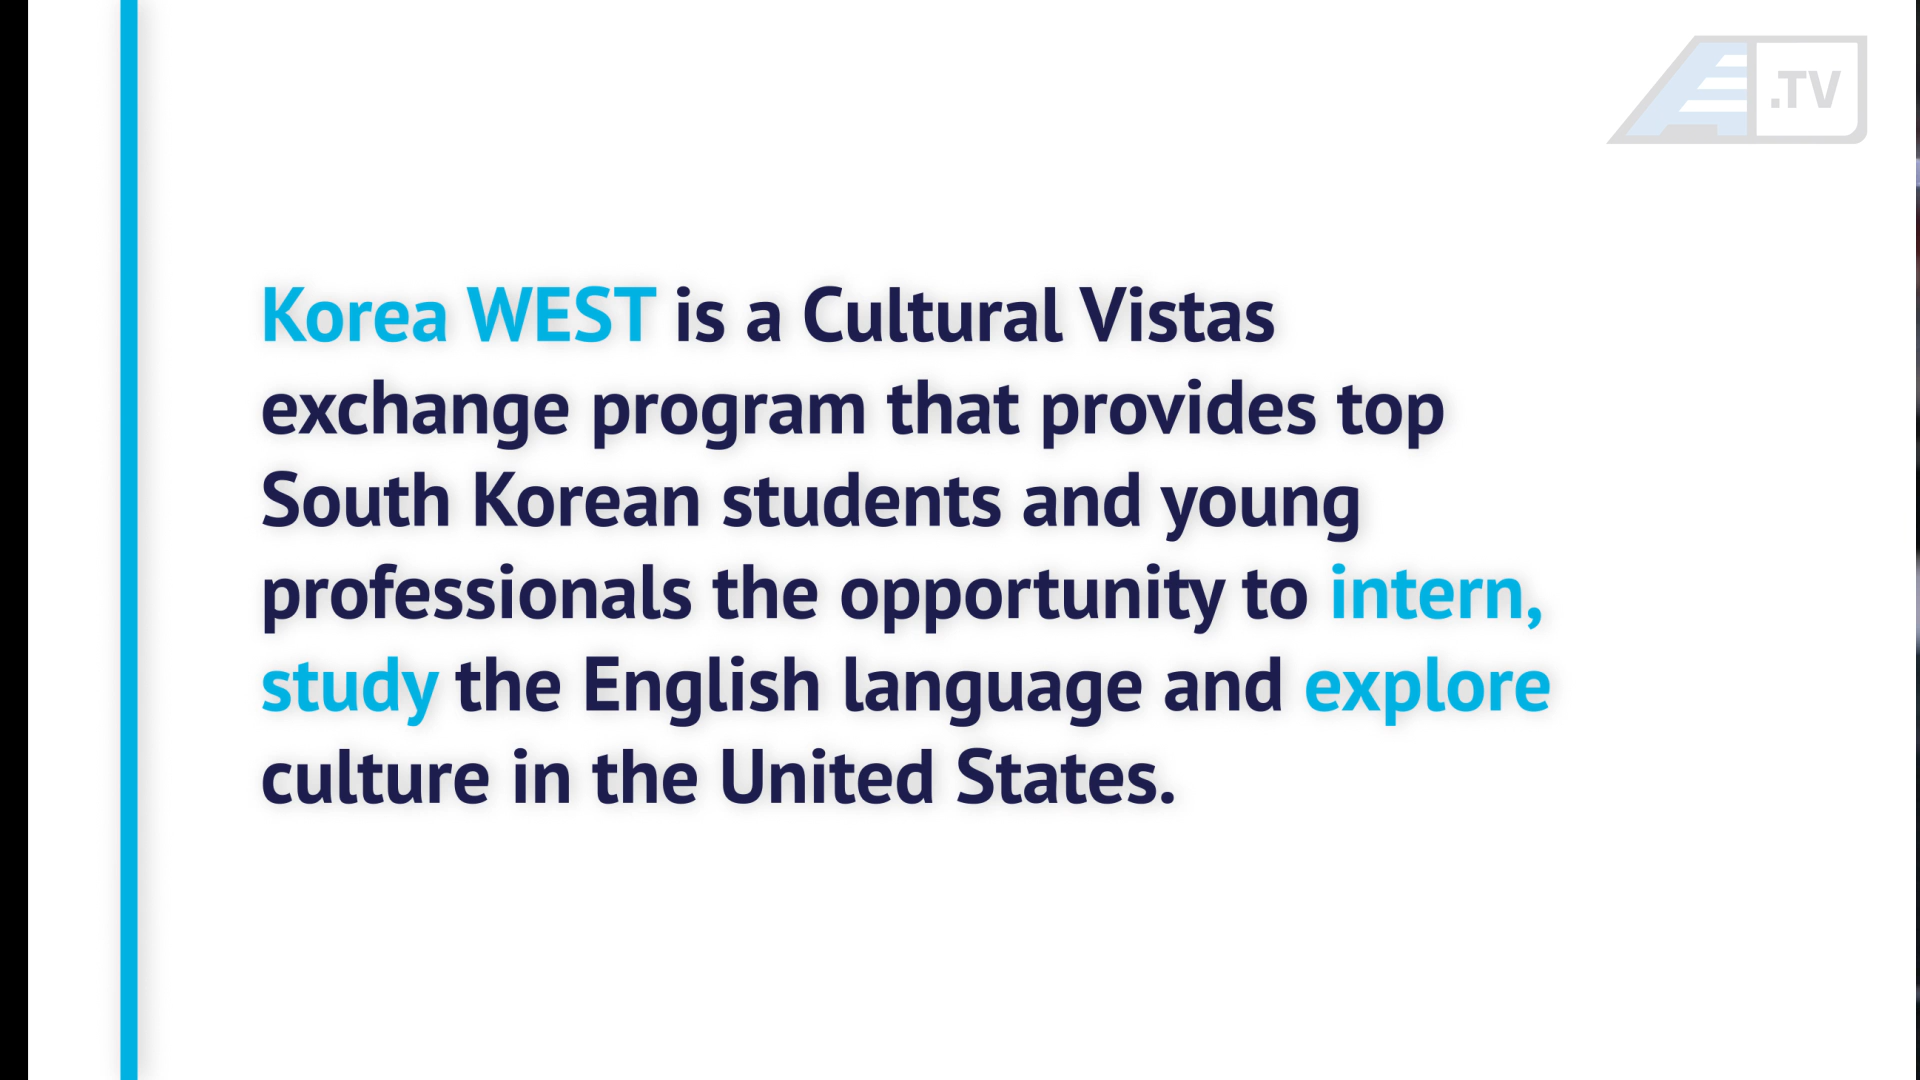 .TV
Korea WEST is a Cultural Vistas
exchange program that provides top
South Korean students and young
professionals the opportunity to intern,
study the English language and explore
culture in the United States.